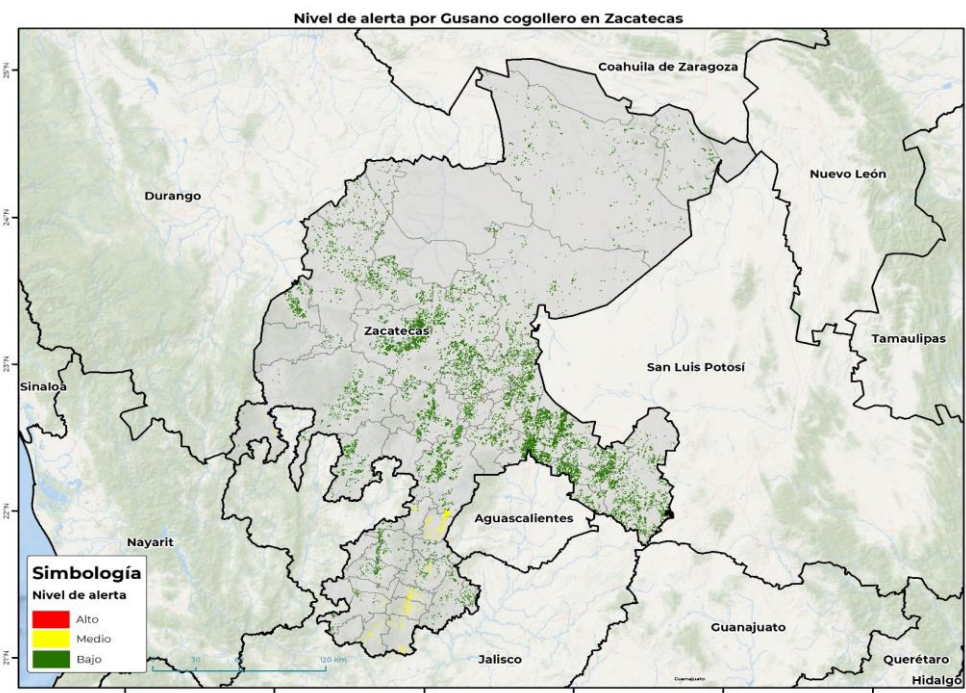 Nivel de alerta por Gusano cogollero en Zacatecas
25°N
Coahuila de Zaragoza
Nuevo León
Durango
24°N
Zacatecas
Tamaulipas
23°N
San Luis Potosí
Sinaloa
22°N
Aguascalientes
Nayarit
Simbología
Nivel de alerta
Alto
Medio
Bajo
Guanajuato
21°N
30
120 km
Jalisco
Querétaro
Guanajuato
Hidalgo